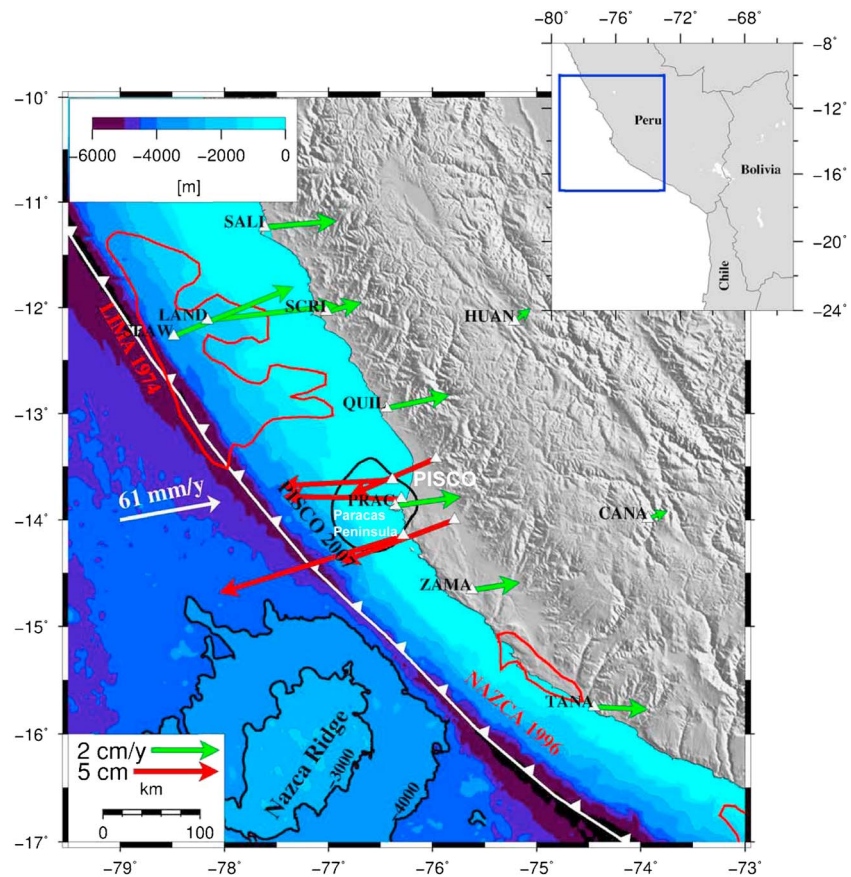 −80° −76° −72° −68°
−8°
−12°
−16°
−20°
−24°
Peru
Bolivia
Chile
−10°
−11°
−12°
−13°
−14°
−15°
−16°
−17°
−6000 −4000 −2000 0
[m]
SALI
LAND
SCRI
HUAN
LIMA 1974
QUIL
PISCO
61 mm/y
PRAC
PISCO 2007
Paracas
Peninsula
CANA
ZAMA
NAZCA 1996
TANA
Nazca Ridge
3000
4000
2 cm/y
5 cm
km
0 100
−79° −78° −77° −76° −75° −74° −73°